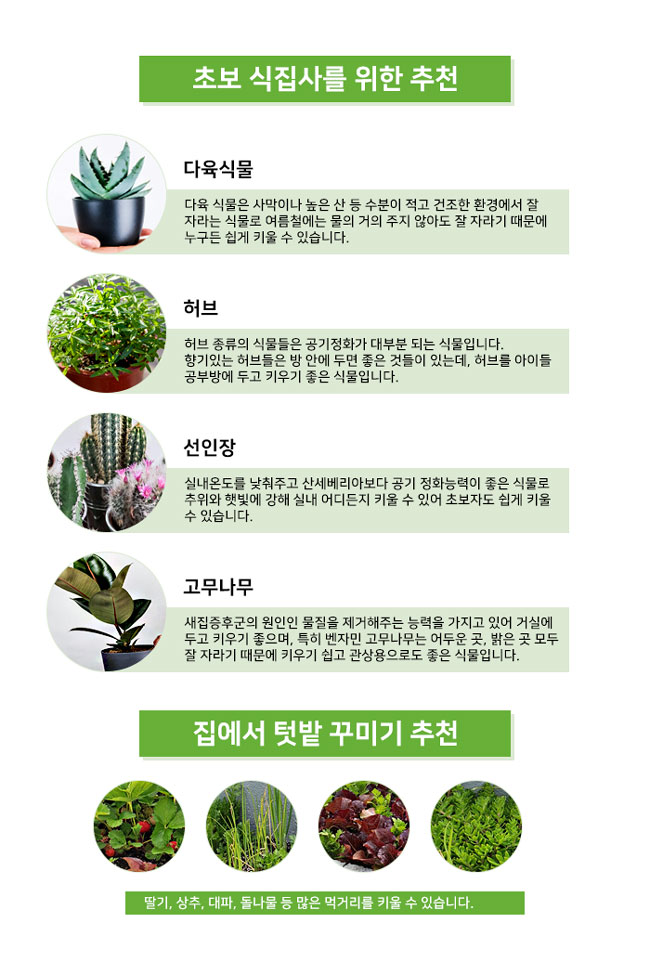 초보 식집사를 위한 추천
다육식물
다육 식물은 사막이나 높은 산 등 수분이 적고 건조한 환경에서 잘
자라는 식물로 여름철에는 물의 거의 주지 않아도 잘 자라기 때문에
누구든 쉽게 키울 수 있습니다.
허브
허브 종류의 식물들은 공기정화가 대부분 되는 식물입니다.
향기있는 허브들은 방 안에 두면 좋은 것들이 있는데, 허브를 아이들
공부방에 두고 키우기 좋은 식물입니다.
선인장
실내온도를 낮춰주고 산세베리아보다 공기 정화능력이 좋은 식물로
추위와 햇빛에 강해 실내 어디든지 키울 수 있어 초보자도 쉽게 키울
수 있습니다.
고무나무
새집증후군의 원인인 물질을 제거해주는 능력을 가지고 있어 거실에
두고 키우기 좋으며, 특히 벤자민 고무나무는 어두운 곳, 밝은 곳 모두
잘 자라기 때문에 키우기 쉽고 관상용으로도 좋은 식물입니다.
집에서 텃밭 꾸미기 추천
딸기, 상추, 대파, 돌나물 등 많은 먹거리를 키울 수 있습니다.